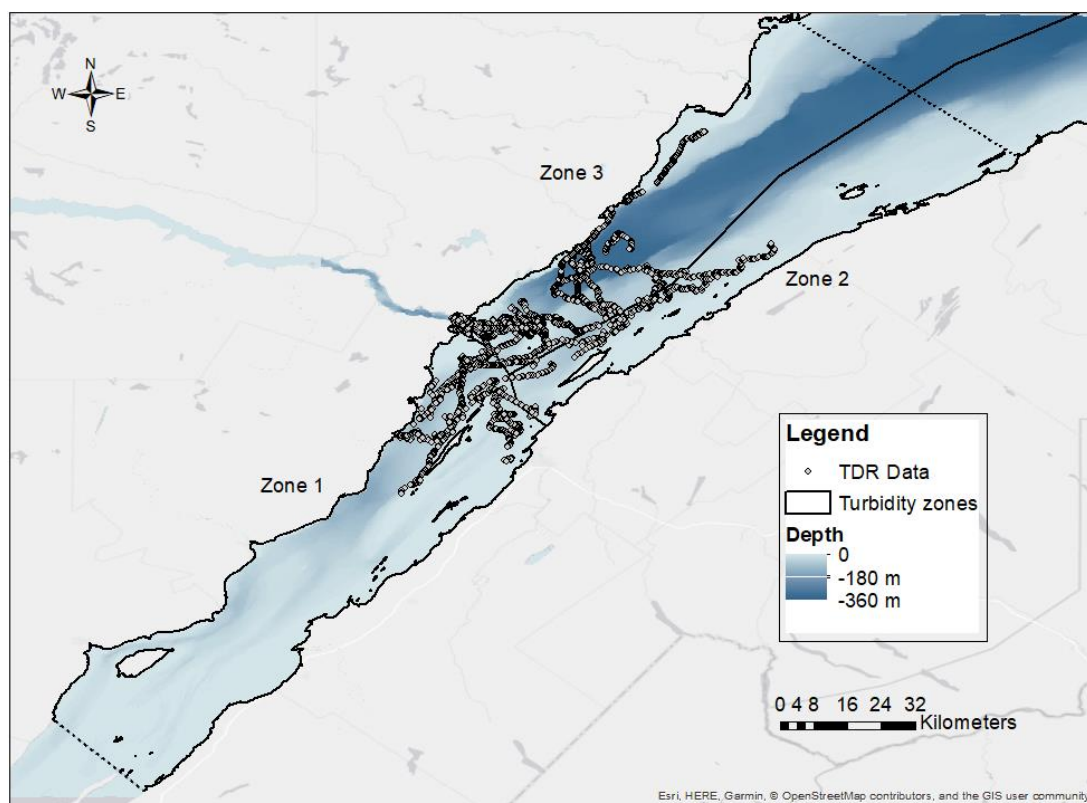 N
W E
S
Zone 3
Zone 2
Zone 1
Legend
TDR Data
Turbidity zones
Depth
0
-180 m
-360 m
0 4 8 16 24 32
Kilometers
Esri, HERE, Garmin, © OpenStreetMap contributors, and the GIS user community